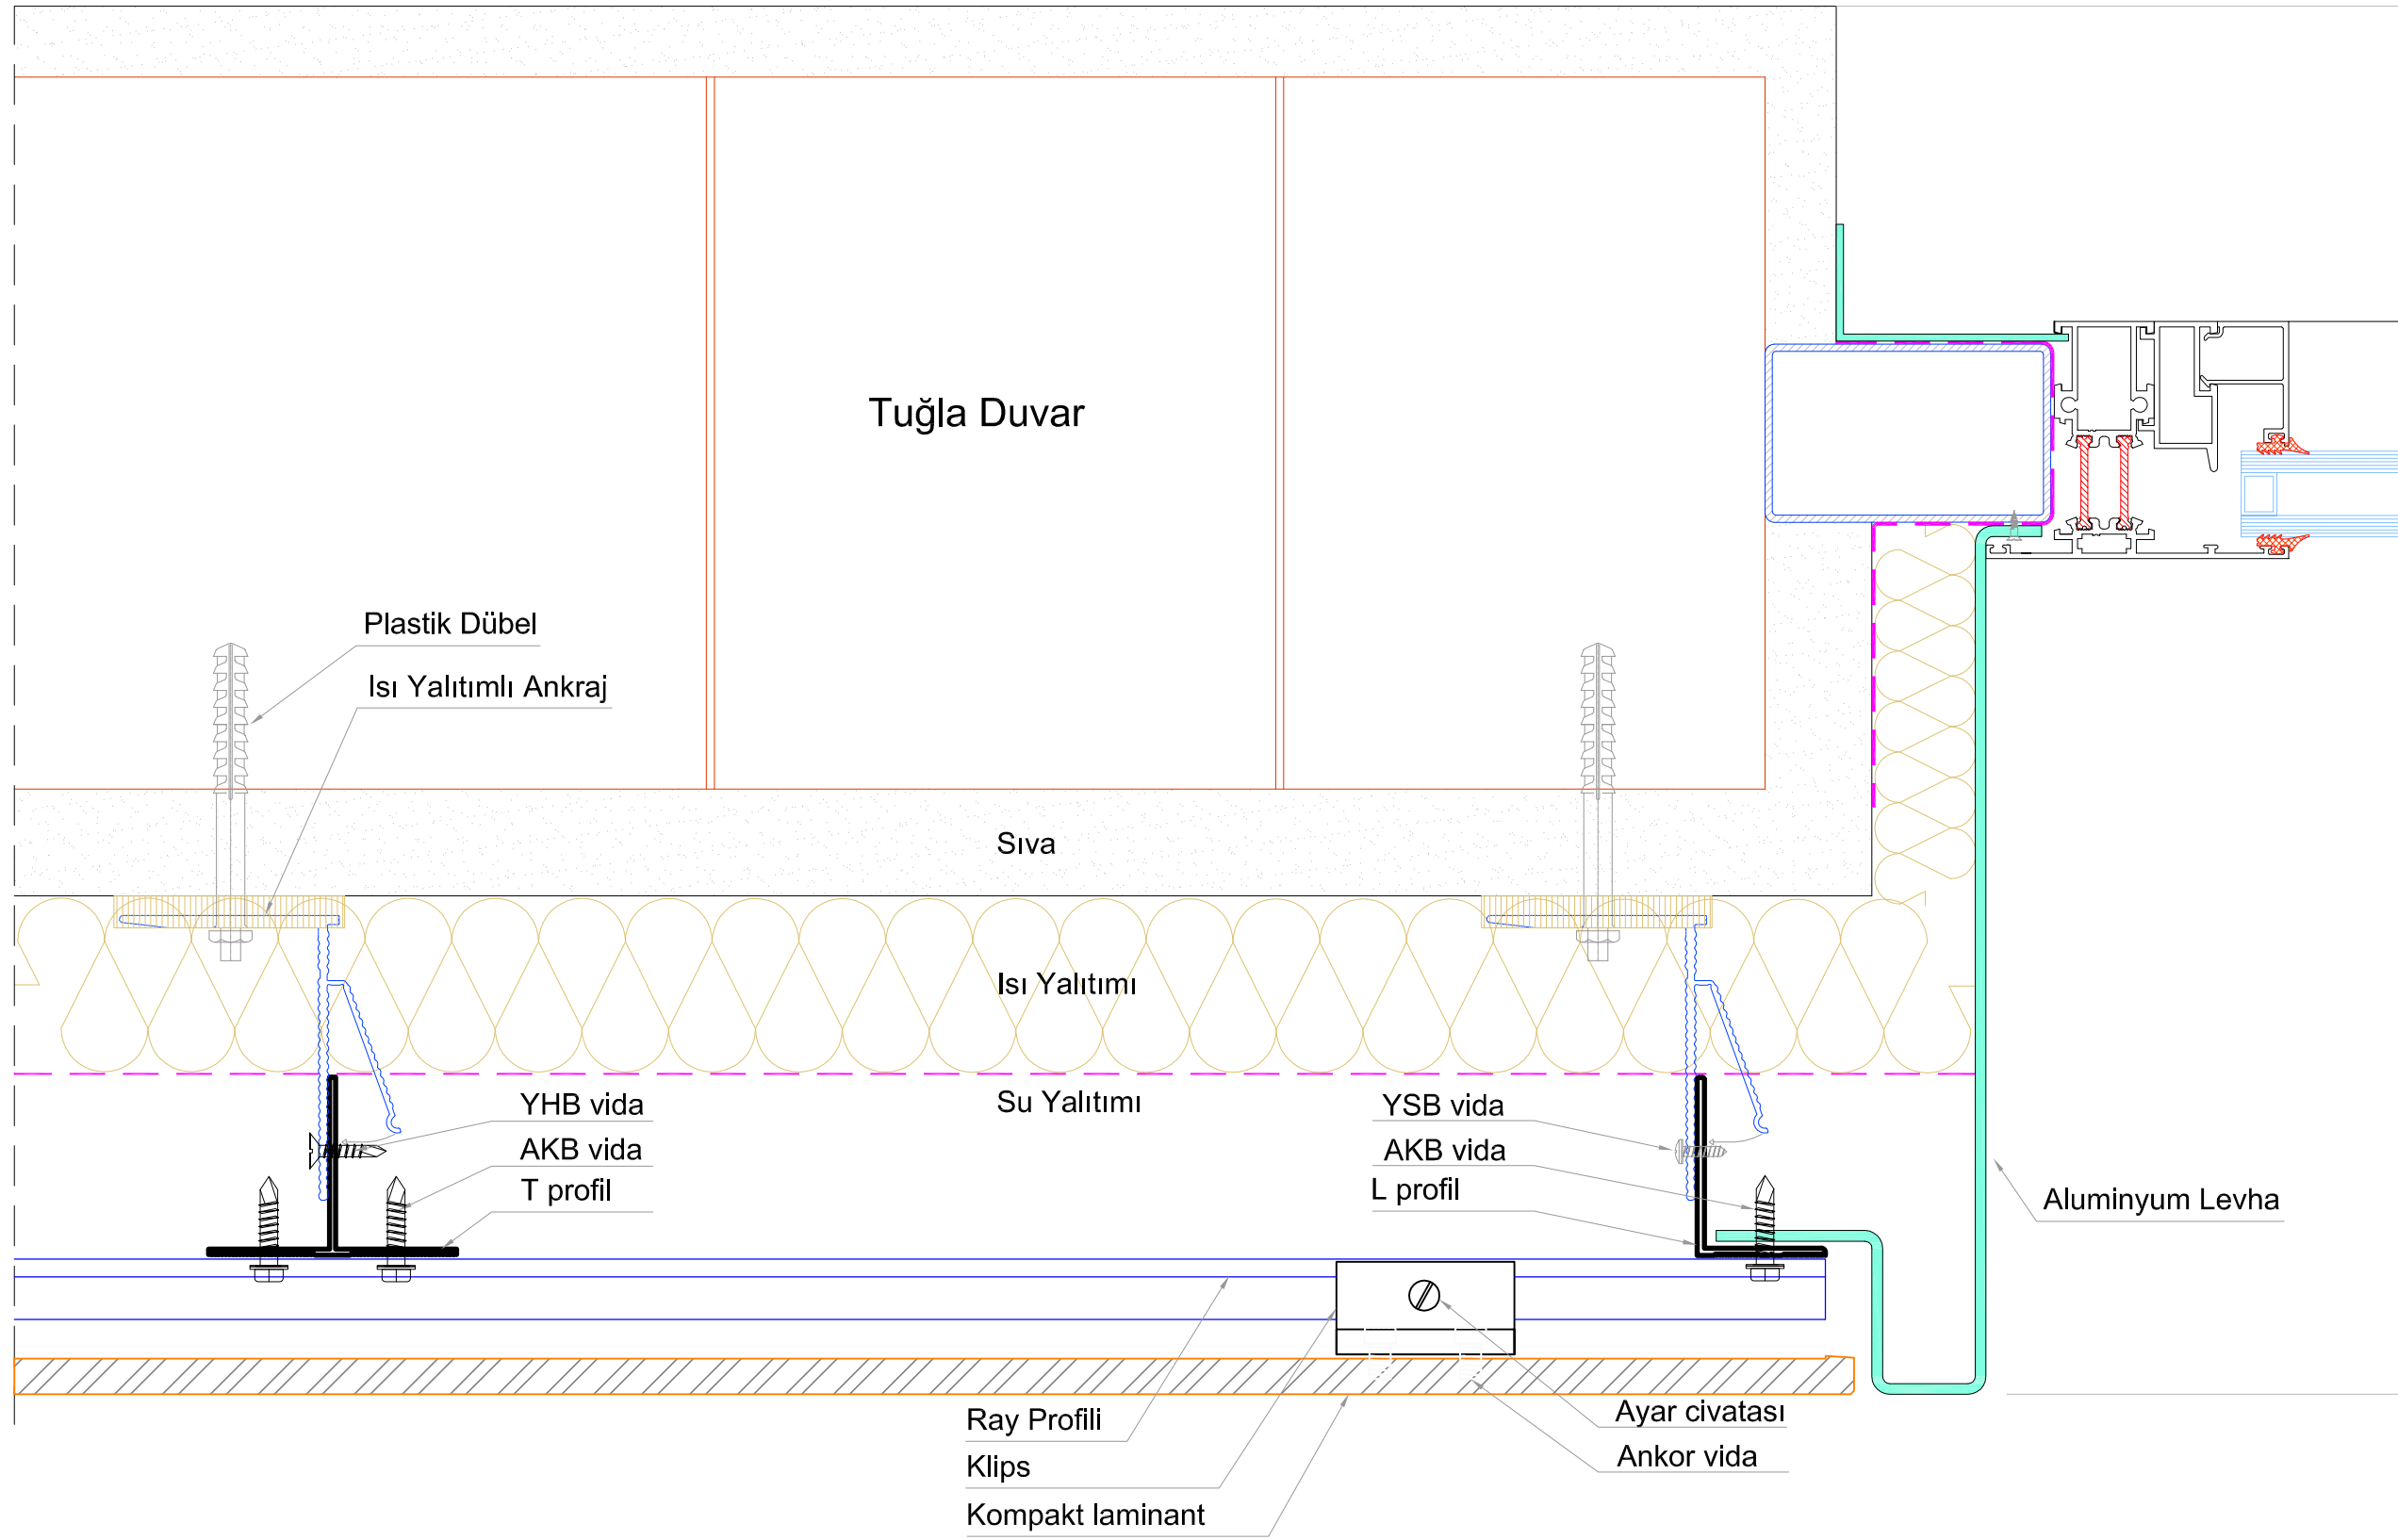 Tuğla Duvar
Plastik Dübel
Isı Yalıtımlı Ankraj
Sıva
Isı Yalıtımı
Su Yalıtımı
YHB vida
AKB vida
T profil
YSB vida
AKB vida
L profil
Aluminyum Levha
Ray Profili
Klips
Kompakt laminant
Ayar civatası
Ankor vida